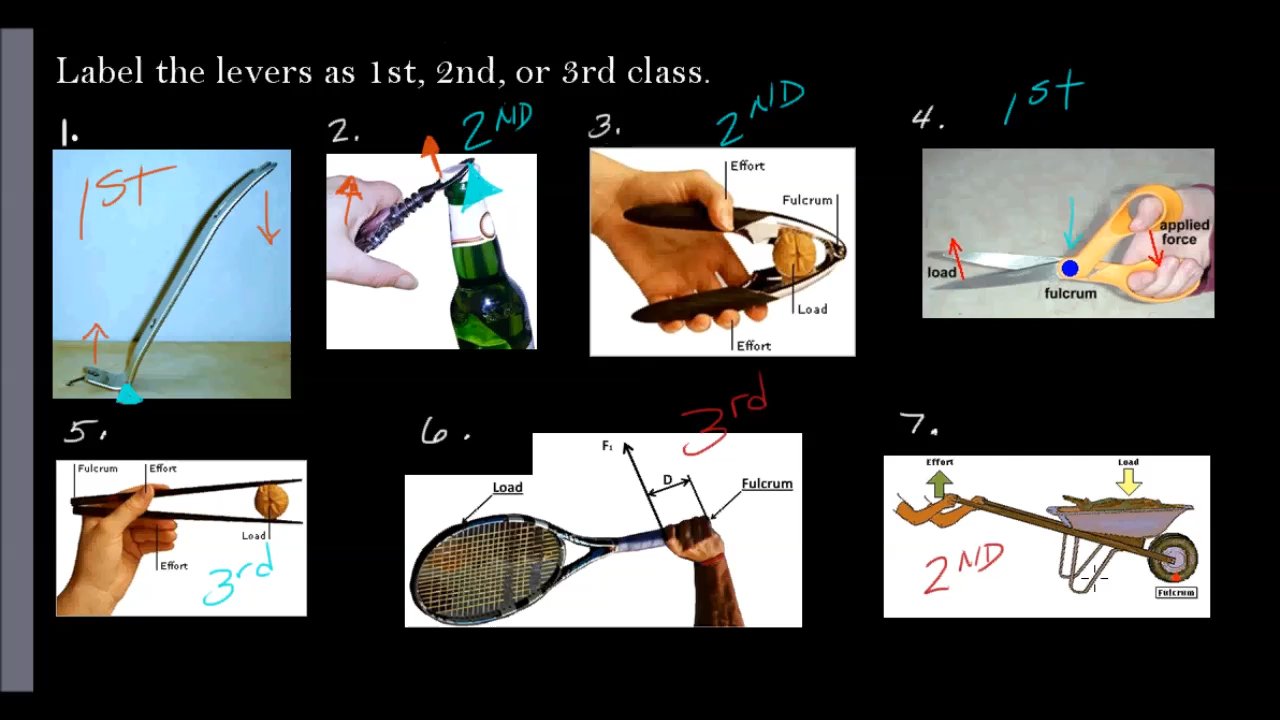 Label the levers as 1st, 2nd, or 3rd class.
1.
1st
2.
2ND
3.
2ND
Effort
Fulcrum
Load
Effort
4.
1st
applied
force
load
fulcrum
5.
Fulcrum
Effort
Load
Effort
3rd
6.
3rd
F1
D
Load
Fulcrum
7.
Effort
Load
2ND
Fulcrum